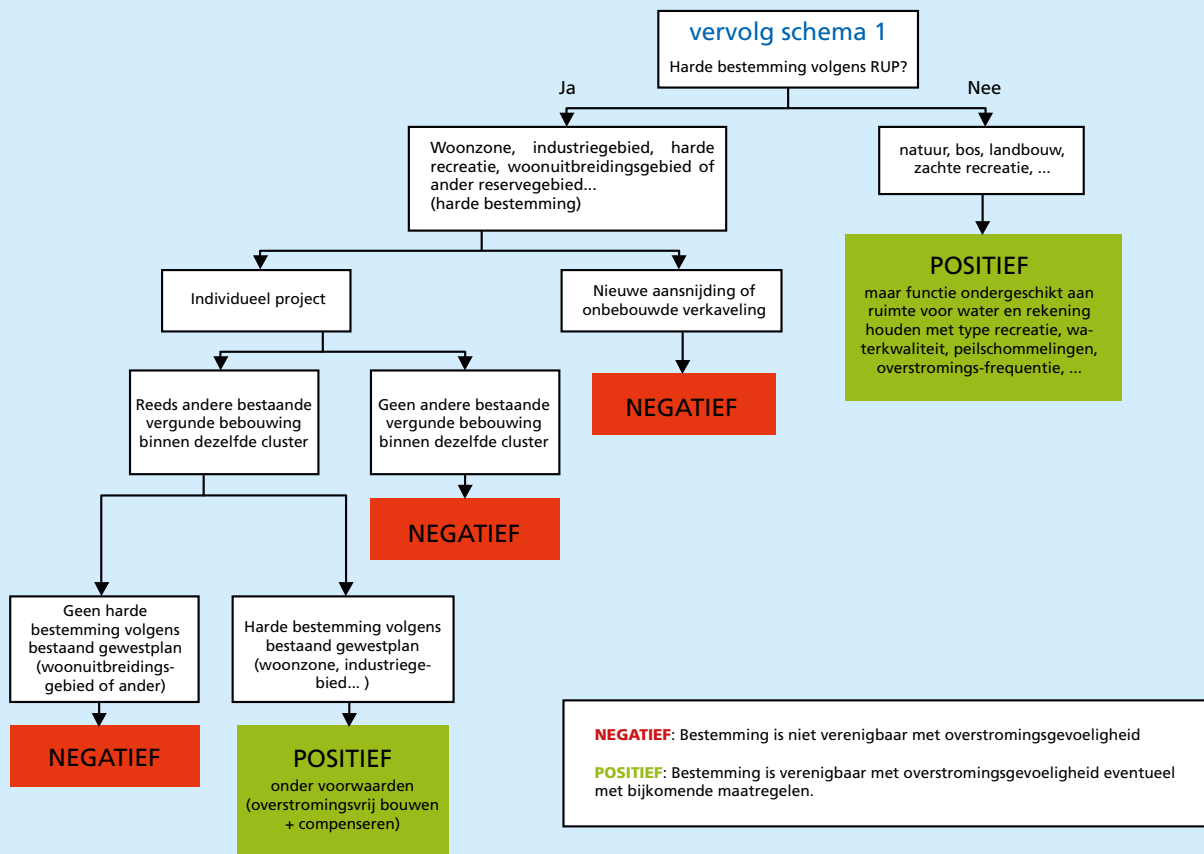 vervolg schema 1
Harde bestemming volgens RUP?
Ja
Nee
Woonzone, industriegebied, harde
recreatie, woonuitbreidingsgebied of
ander reservegebied...
(harde bestemming)
natuur, bos, landbouw,
zachte recreatie, ...
POSITIEF
maar functie ondergeschikt aan
ruimte voor water en rekening
houden met type recreatie, wa-
terkwaliteit, peilschommelingen,
overstromings-frequentie, ...
Individueel project
Nieuwe aansnijding of
onbebouwde verkaveling
NEGATIEF
Reeds andere bestaande
vergunde bebouwing
binnen dezelfde cluster
Geen andere bestaande
vergunde bebouwing
binnen dezelfde cluster
NEGATIEF
Geen harde
bestemming volgens
bestaand gewestplan
(woonuitbreidings-
gebied of ander)
Harde bestemming volgens
bestaand gewestplan
(woonzone, industriege-
bied... )
NEGATIEF
POSITIEF
onder voorwaarden
(overstromingsvrij bouwen
+ compenseren)
NEGATIEF: Bestemming is niet verenigbaar met overstromingsgevoeligheid
POSITIEF: Bestemming is verenigbaar met overstromingsgevoeligheid eventueel
met bijkomende maatregelen.